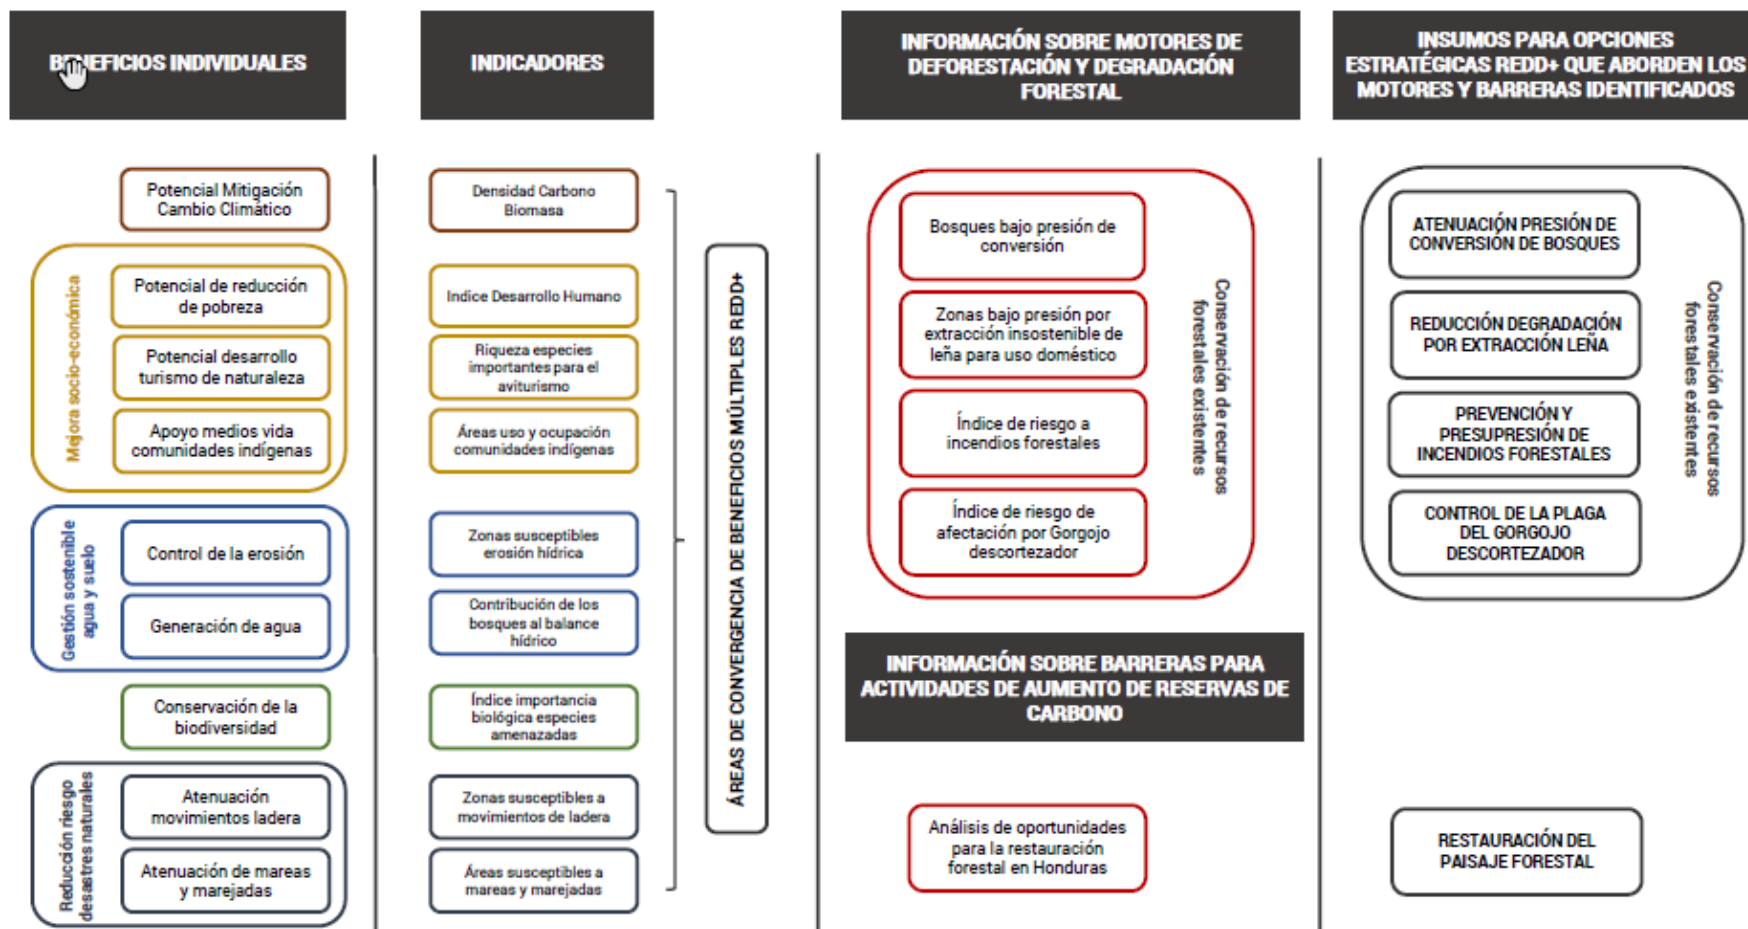 BENEFICIOS INDIVIDUALES
Potencial Mitigación
Cambio Climático
Mejora socio-económica
Potencial de reducción
de pobreza
Potencial desarrollo
turismo de naturaleza
Apoyo medios vida
comunidades indígenas
Gestión sostenible
agua y suelo
Control de la erosión
Generación de agua
Conservación de la
biodiversidad
Reducción riesgo
desastres naturales
Atenuación
movimientos ladera
Atenuación de mareas
y marejadas
INDICADORES
Densidad Carbono
Biomasa
Indice Desarrollo Humano
Riqueza especies
importantes para el
aviturismo
Áreas uso y ocupación
comunidades indígenas
Zonas susceptibles
erosión hídrica
Contribución de los
bosques al balance
hídrico
Índice importancia
biológica especies
amenazadas
Zonas susceptibles a
movimientos de ladera
Áreas susceptibles a
mareas y marejadas
ÁREAS DE CONVERGENCIA DE BENEFICIOS MÚLTIPLES REDD+
INFORMACIÓN SOBRE MOTORES DE
DEFORESTACIÓN Y DEGRADACIÓN
FORESTAL
Bosques bajo presión de
conversión
Zonas bajo presión por
extracción insostenible de
leña para uso doméstico
Índice de riesgo a
incendios forestales
Índice de riesgo de
afectación por Gorgojo
descortezador
Conservación de recursos
forestales existentes
INFORMACIÓN SOBRE BARRERAS PARA
ACTIVIDADES DE AUMENTO DE RESERVAS DE
CARBONO
Análisis de oportunidades
para la restauración
forestal en Honduras
INSUMOS PARA OPCIONES
ESTRATÉGICAS REDD+ QUE ABORDEN LOS
MOTORES Y BARRERAS IDENTIFICADOS
ATENUACIÓN PRESIÓN DE
CONVERSIÓN DE BOSQUES
REDUCCIÓN DEGRADACIÓN
POR EXTRACCIÓN LEÑA
PREVENCIÓN Y
PRESUPRESIÓN DE
INCENDIOS FORESTALES
CONTROL DE LA PLAGA
DEL GORGOJO
DESCORTEZADOR
Conservación de recursos
forestales existentes
RESTAURACIÓN DEL
PAISAJE FORESTAL